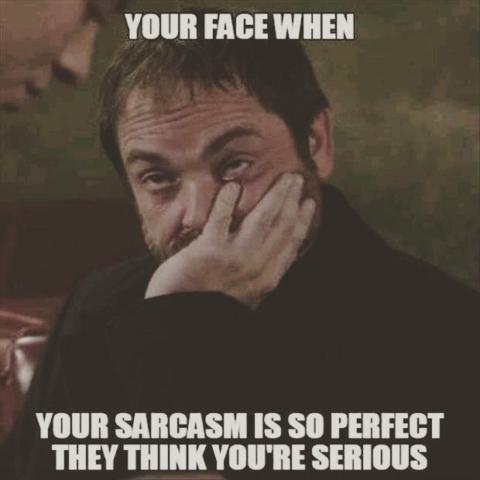 YOUR FACE WHEN
YOUR SARCASM IS SO PERFECT
THEY THINK YOU'RE SERIOUS